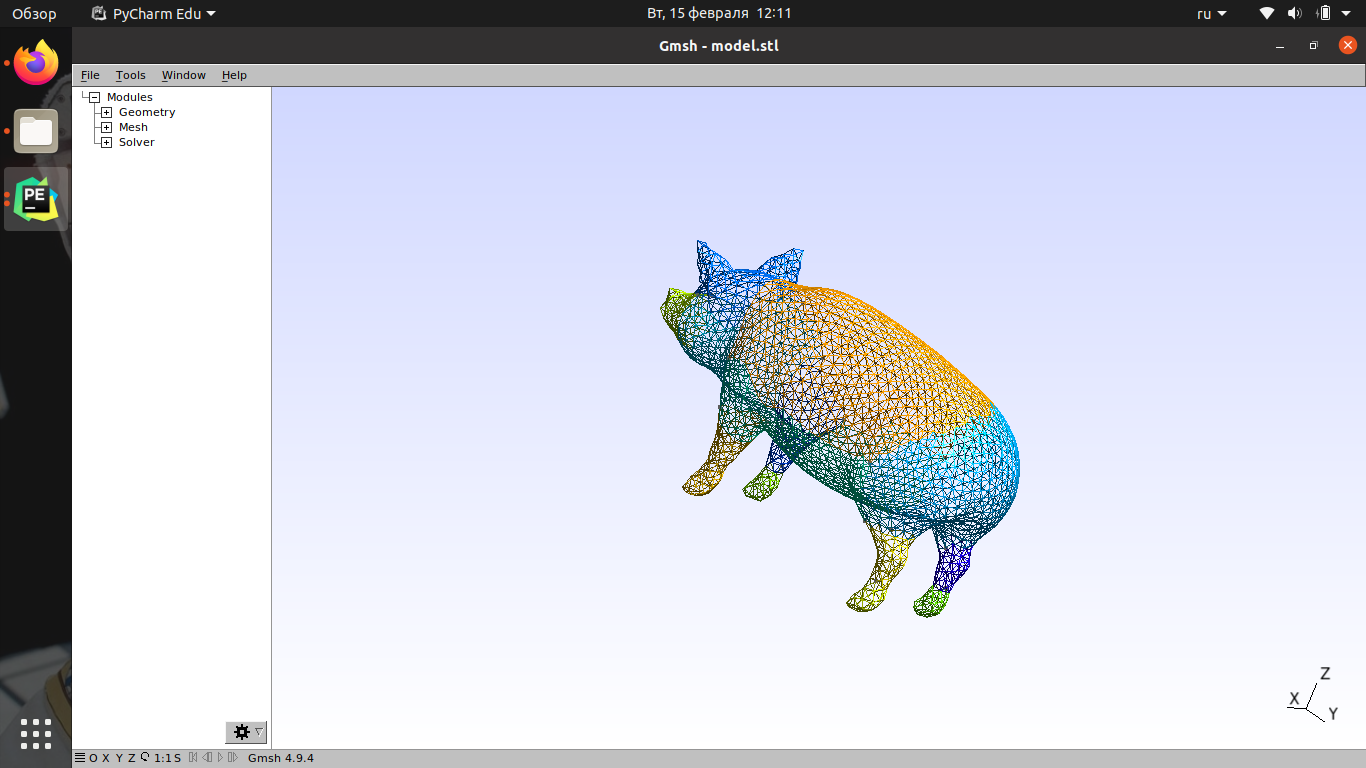 Обзор PyCharm Edu Вт, 15 февраля 12:11 ru
Gmsh - model.stl
File Tools Window Help
Modules
Geometry
Mesh
Solver
PE
Z
X
Y
O X Y Z 1:1 S Gmsh 4.9.4